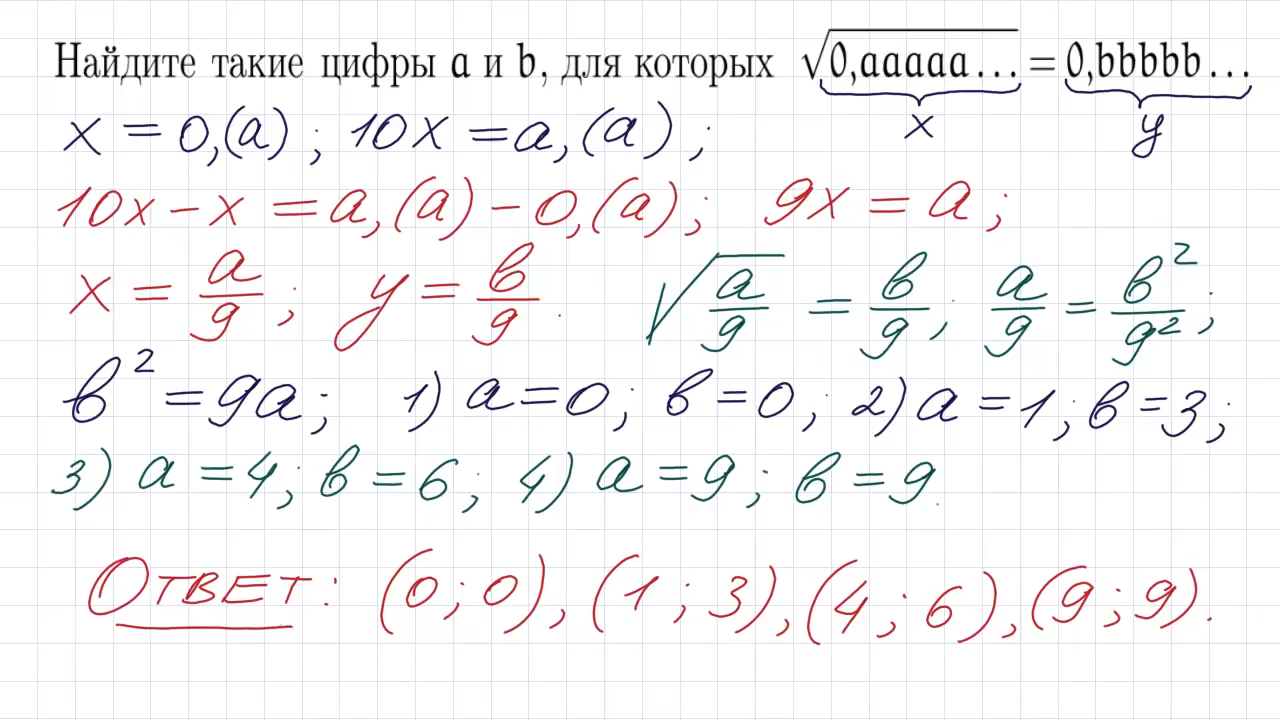 Найдите такие цифры a и b, для которых √0,aaaaa... = 0,bbbbb...
x y
x = 0,(a); 10x = a,(a);
10x − x = a,(a) − 0,(a); 9x = a;
x = a/9; y = в/9. √a/9 = в/9, a/9 = в²/9²;
в² = 9a; 1) a = 0; в = 0; 2) a = 1; в = 3;
3) a = 4; в = 6; 4) a = 9; в = 9.
Ответ: (0; 0), (1; 3), (4; 6), (9; 9).